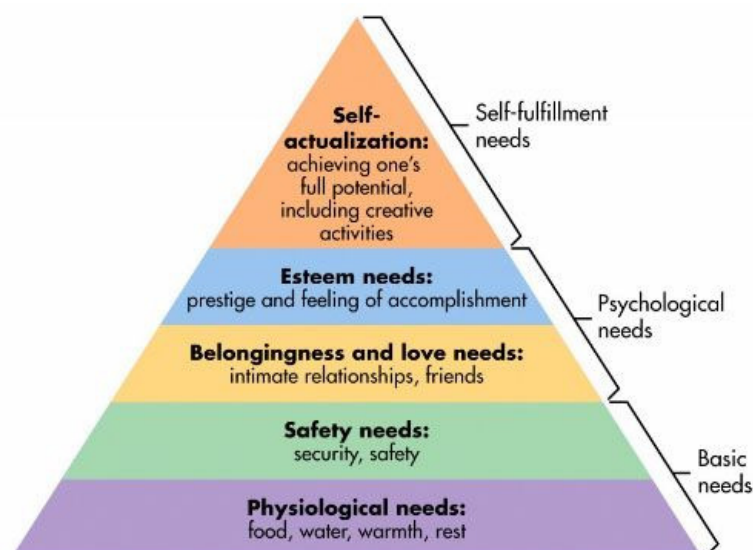 Self-
actualization:
achieving one's
full potential,
including creative
activities
Self-fulfillment
needs
Esteem needs:
prestige and feeling of accomplishment
Psychological
needs
Belongingness and love needs:
intimate relationships, friends
Safety needs:
security, safety
Basic
needs
Physiological needs:
food, water, warmth, rest